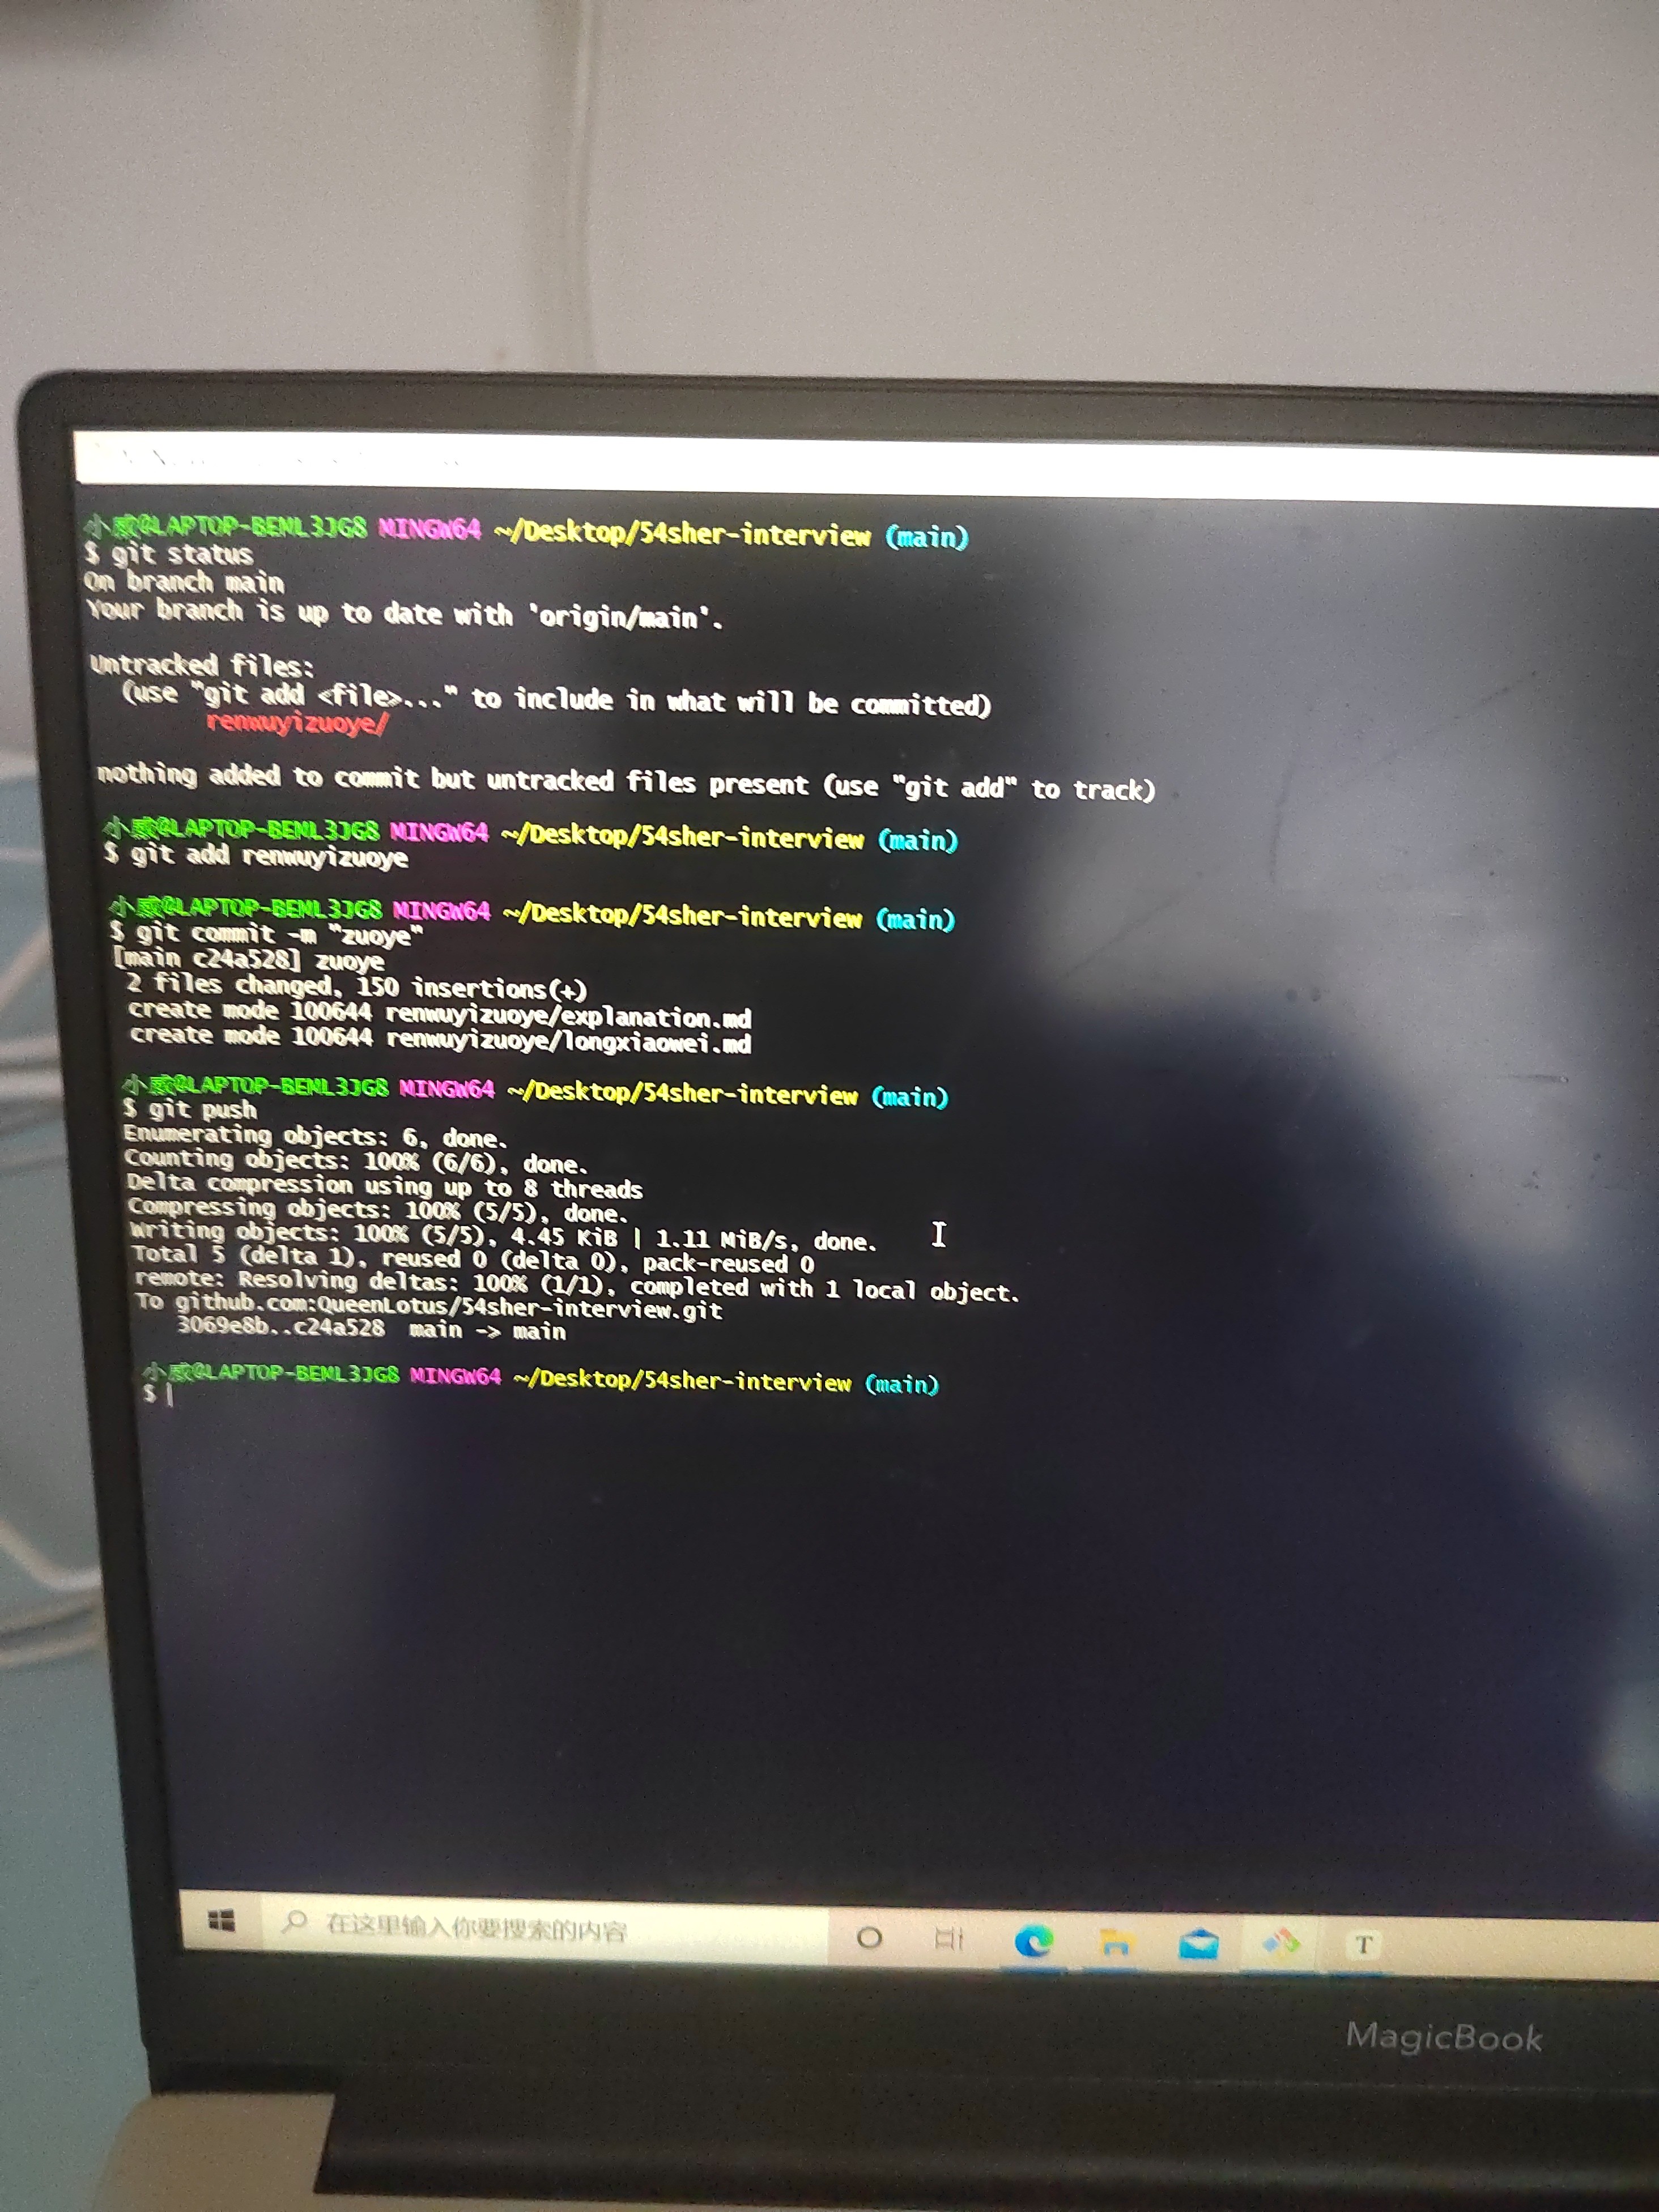 小威@LAPTOP-BEML3JG8 MINGW64 ~/Desktop/54sher-interview (main)
$ git status
On branch main
Your branch is up to date with 'origin/main'.
Untracked files:
(use "git add <file>..." to include in what will be committed)
renwuyizuoye/
nothing added to commit but untracked files present (use "git add" to track)
小威@LAPTOP-BEML3JG8 MINGW64 ~/Desktop/54sher-interview (main)
$ git add renwuyizuoye
小威@LAPTOP-BEML3JG8 MINGW64 ~/Desktop/54sher-interview (main)
$ git commit -m "zuoye"
[main c24a528] zuoye
2 files changed, 150 insertions(+)
create mode 100644 renwuyizuoye/explanation.md
create mode 100644 renwuyizuoye/longxiaowei.md
小威@LAPTOP-BEML3JG8 MINGW64 ~/Desktop/54sher-interview (main)
$ git push
Enumerating objects: 6, done.
Counting objects: 100% (6/6), done.
Delta compression using up to 8 threads
Compressing objects: 100% (5/5), done.
Writing objects: 100% (5/5), 4.45 KiB | 1.11 MiB/s, done.
Total 5 (delta 1), reused 0 (delta 0), pack-reused 0
remote: Resolving deltas: 100% (1/1), completed with 1 local object.
To github.com:QueenLotus/54sher-interview.git
3069e8b..c24a528 main -> main
小威@LAPTOP-BEML3JG8 MINGW64 ~/Desktop/54sher-interview (main)
$
在这里输入你要搜索的内容
T
MagicBook